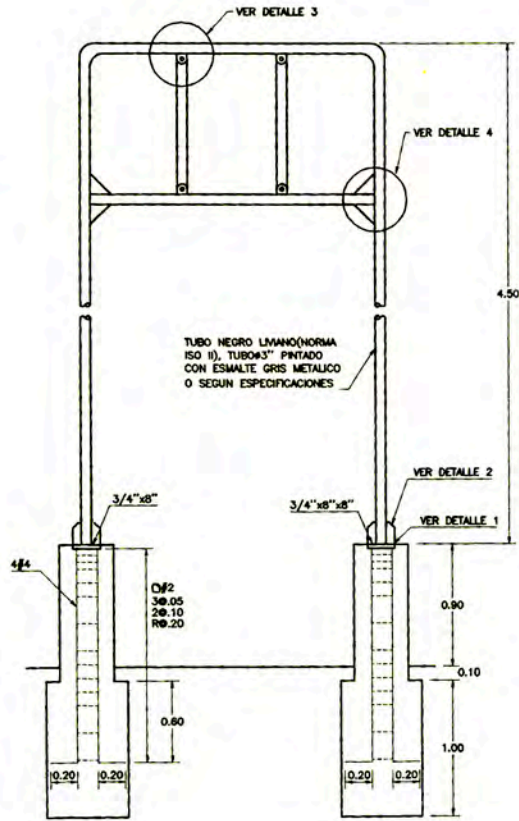 VER DETALLE 3
VER DETALLE 4
4.50
TUBO NEGRO LIVIANO(NORMA
ISO II), TUBOø3" PINTADO
CON ESMALTE GRIS METALICO
O SEGUN ESPECIFICACIONES
VER DETALLE 2
3/4"x8"
3/4"x8"x8"
VER DETALLE 1
4#4
#2
3@.05
2@.10
R@.20
0.90
0.10
0.60
1.00
0.20
0.20
0.20
0.20